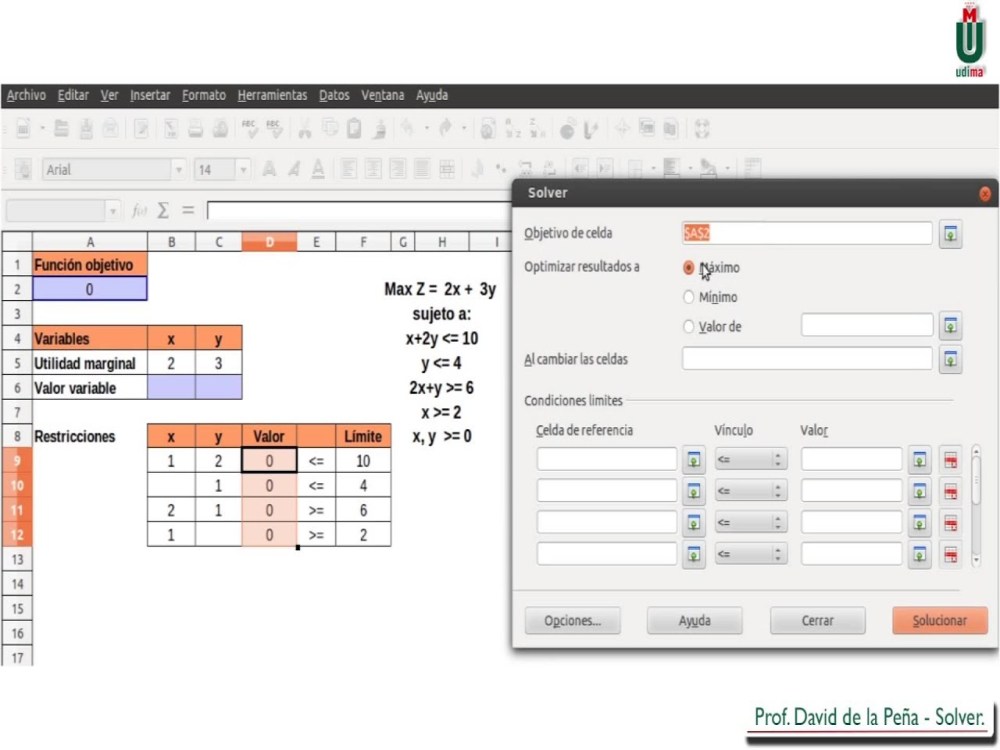 M
U
udima
Archivo Editar Ver Insertar Formato Herramientas Datos Ventana Ayuda
ABC ABC
Arial 14
f(x) Σ =
Solver
Objetivo de celda $A$2
Optimizar resultados a Máximo
Mínimo
Valor de
Al cambiar las celdas
Condiciones limites
Celda de referencia Vínculo Valor
<=
<=
<=
<=
Opciones... Ayuda Cerrar Solucionar
A B C D E F G H I
1 Función objetivo
2 0 Max Z = 2x + 3y
3 sujeto a:
4 Variables x y x+2y <= 10
5 Utilidad marginal 2 3 y <= 4
6 Valor variable 2x+y >= 6
7 x >= 2
8 Restricciones x y Valor Límite x, y >=0
9 1 2 0 <= 10
10 1 0 <= 4
11 2 1 0 >= 6
12 1 0 >= 2
13
14
15
16
17
Prof. David de la Peña - Solver.